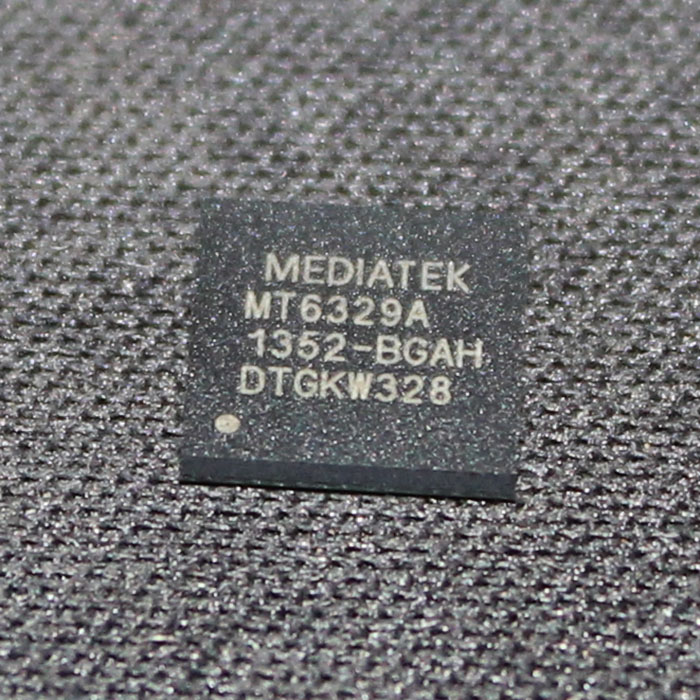 MEDIATEK
MT6329A
1352-BGAH
DTGKW328